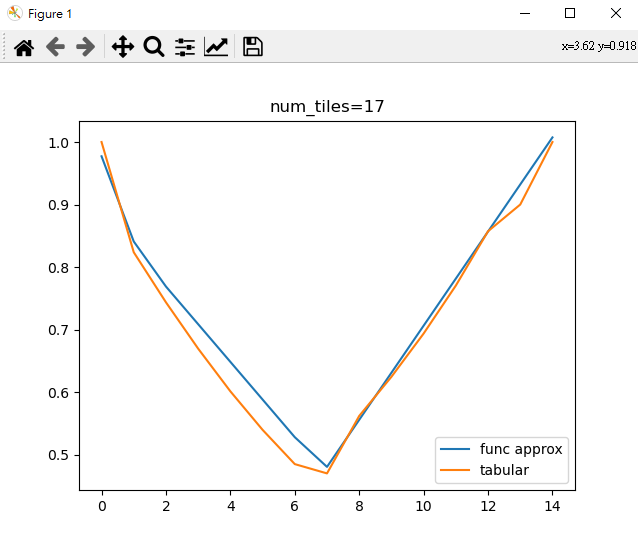 Figure 1
x=3.62 y=0.918
num_tiles=17
1.0
0.9
0.8
0.7
0.6
0.5
0 2 4 6 8 10 12 14
func approx
tabular